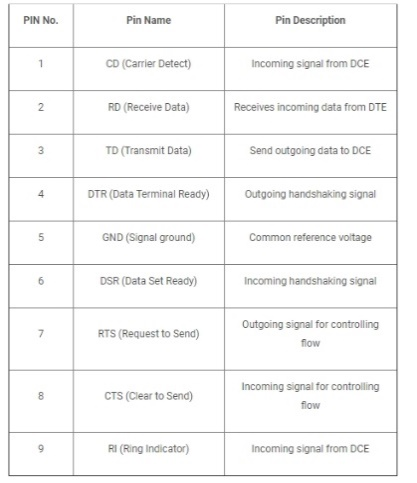 PIN No. Pin Name Pin Description
1 CD (Carrier Detect) Incoming signal from DCE
2 RD (Receive Data) Receives incoming data from DTE
3 TD (Transmit Data) Send outgoing data to DCE
4 DTR (Data Terminal Ready) Outgoing handshaking signal
5 GND (Signal ground) Common reference voltage
6 DSR (Data Set Ready) Incoming handshaking signal
7 RTS (Request to Send) Outgoing signal for controlling
flow
8 CTS (Clear to Send) Incoming signal for controlling
flow
9 RI (Ring Indicator) Incoming signal from DCE